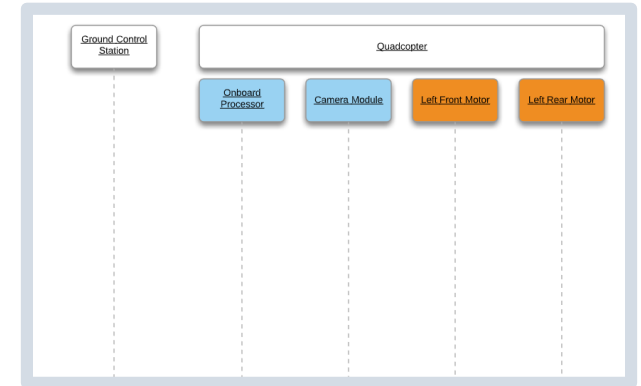 Ground Control
Station
Quadcopter
Onboard
Processor
Camera Module
Left Front Motor
Left Rear Motor